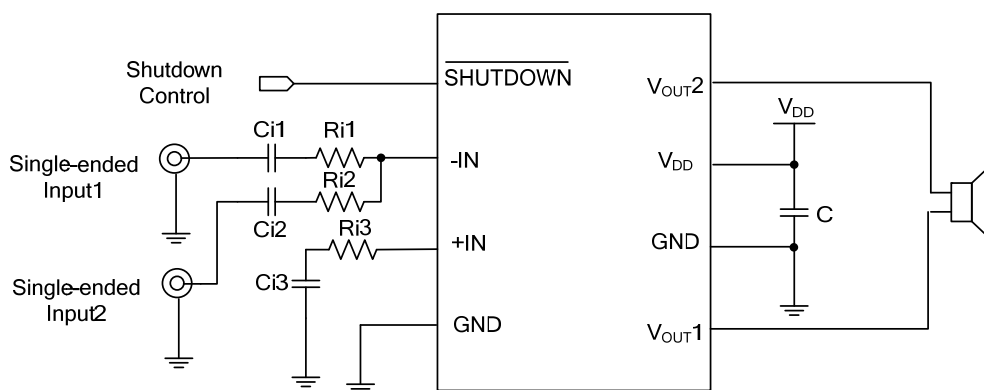 Shutdown
Control
SHUTDOWN
VOUT2
VDD
Ci1
Ri1
Single-ended
Input1
-IN
VDD
Ri2
Ci2
C
Ri3
+IN
GND
Ci3
Single-ended
Input2
GND
VOUT1